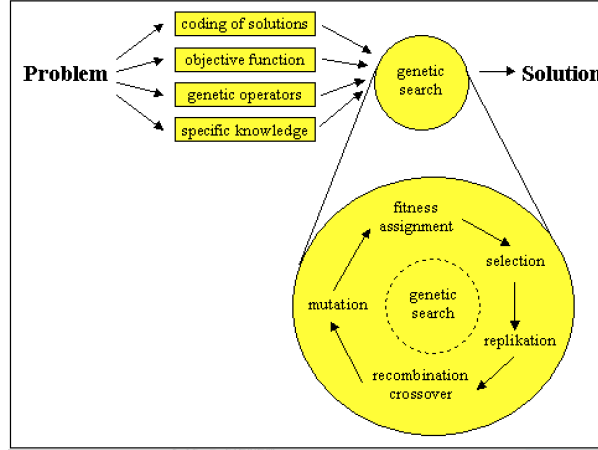 coding of solutions
objective function
genetic operators
specific knowledge
Problem
genetic
search
Solution
fitness
assignment
selection
mutation
genetic
search
replikation
recombination
crossover